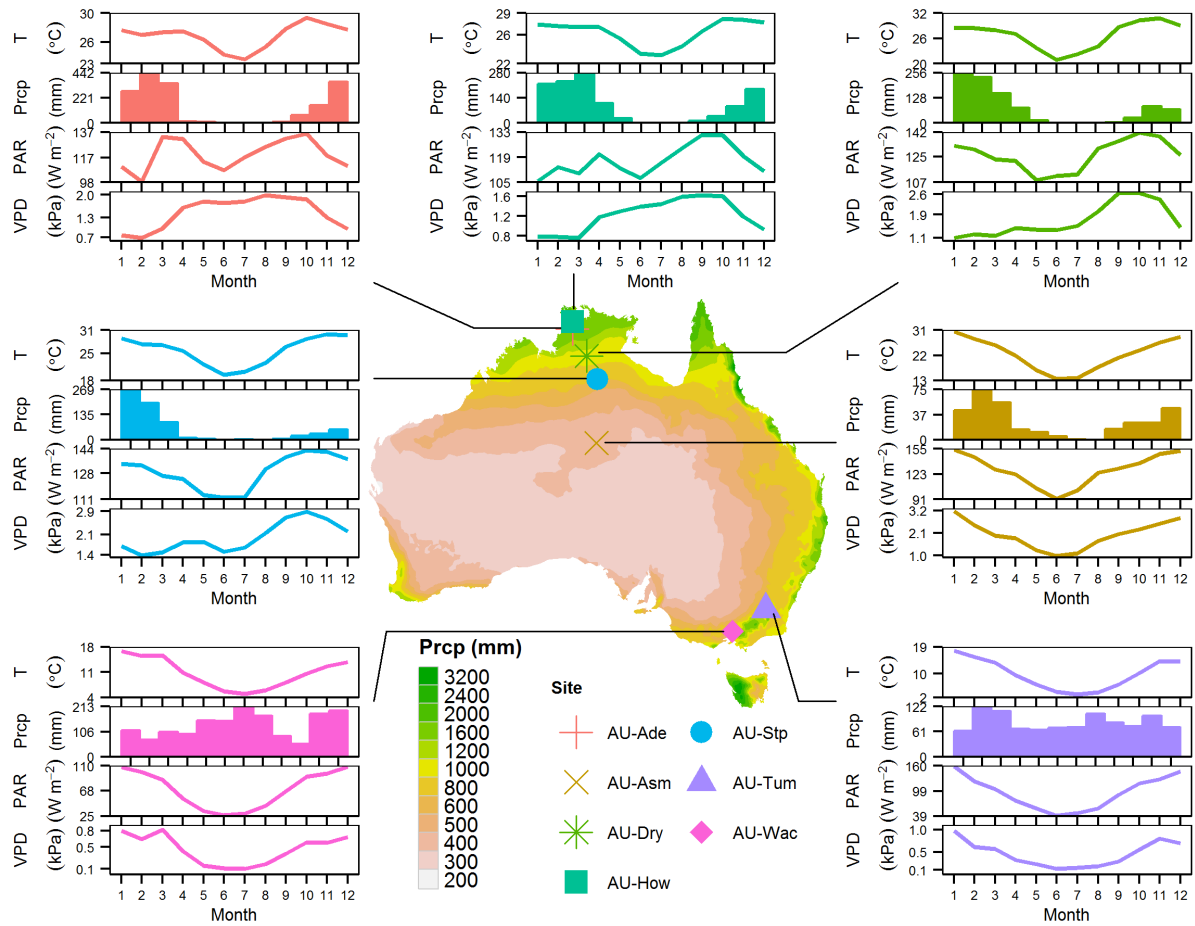 T (°C) 30 26 22
Prcp (mm) 442 221 0
PAR (W m−2) 137 117 98
VPD (kPa) 2.0 1.3 0.7
1 2 3 4 5 6 7 8 9 10 11 12
Month
T (°C) 29 26 22
Prcp (mm) 280 140 0
PAR (W m−2) 133 119 105
VPD (kPa) 1.6 1.2 0.8
1 2 3 4 5 6 7 8 9 10 11 12
Month
T (°C) 32 26 20
Prcp (mm) 256 128 0
PAR (W m−2) 142 125 107
VPD (kPa) 2.6 1.9 1.1
1 2 3 4 5 6 7 8 9 10 11 12
Month
T (°C) 31 25 18
Prcp (mm) 269 135 0
PAR (W m−2) 144 128 111
VPD (kPa) 2.9 2.1 1.4
1 2 3 4 5 6 7 8 9 10 11 12
Month
T (°C) 31 22 13
Prcp (mm) 75 37 0
PAR (W m−2) 155 123 91
VPD (kPa) 3.2 2.1 1.0
1 2 3 4 5 6 7 8 9 10 11 12
Month
T (°C) 18 11 4
Prcp (mm) 213 106 0
PAR (W m−2) 110 68 25
VPD (kPa) 0.8 0.5 0.1
1 2 3 4 5 6 7 8 9 10 11 12
Month
Prcp (mm)
3200
2400
2000
1600
1200
1000
800
600
500
400
300
200
Site
AU-Ade
AU-Asm
AU-Dry
AU-How
AU-Stp
AU-Tum
AU-Wac
T (°C) 19 10 2
Prcp (mm) 122 61 0
PAR (W m−2) 160 99 39
VPD (kPa) 1.0 0.5 0.1
1 2 3 4 5 6 7 8 9 10 11 12
Month